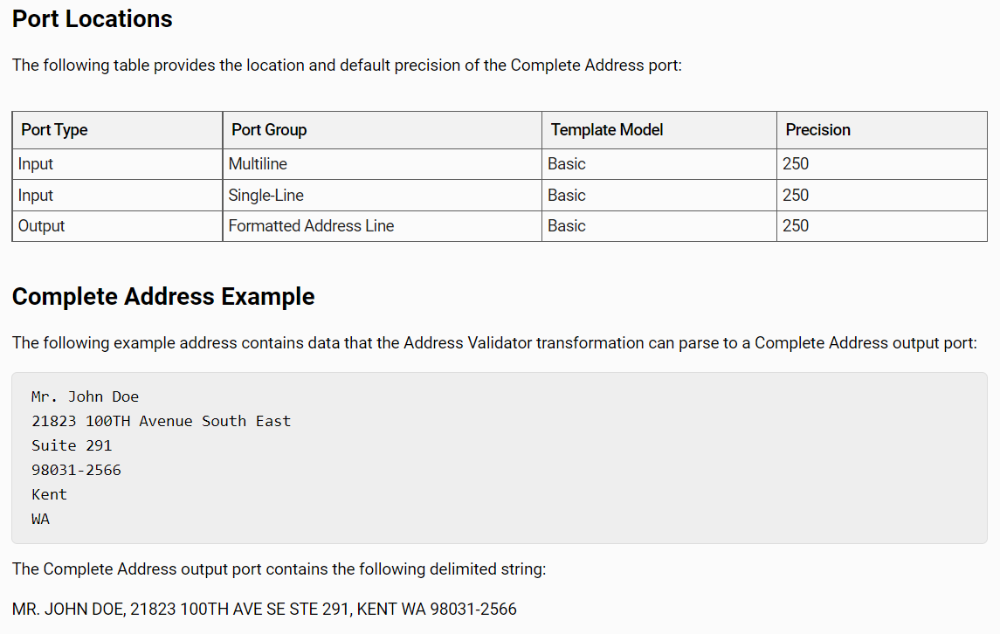 Port Locations
The following table provides the location and default precision of the Complete Address port:
Port Type Port Group Template Model Precision
Input Multiline Basic 250
Input Single-Line Basic 250
Output Formatted Address Line Basic 250
Complete Address Example
The following example address contains data that the Address Validator transformation can parse to a Complete Address output port:
Mr. John Doe
21823 100TH Avenue South East
Suite 291
98031-2566
Kent
WA
The Complete Address output port contains the following delimited string:
MR. JOHN DOE, 21823 100TH AVE SE STE 291, KENT WA 98031-2566